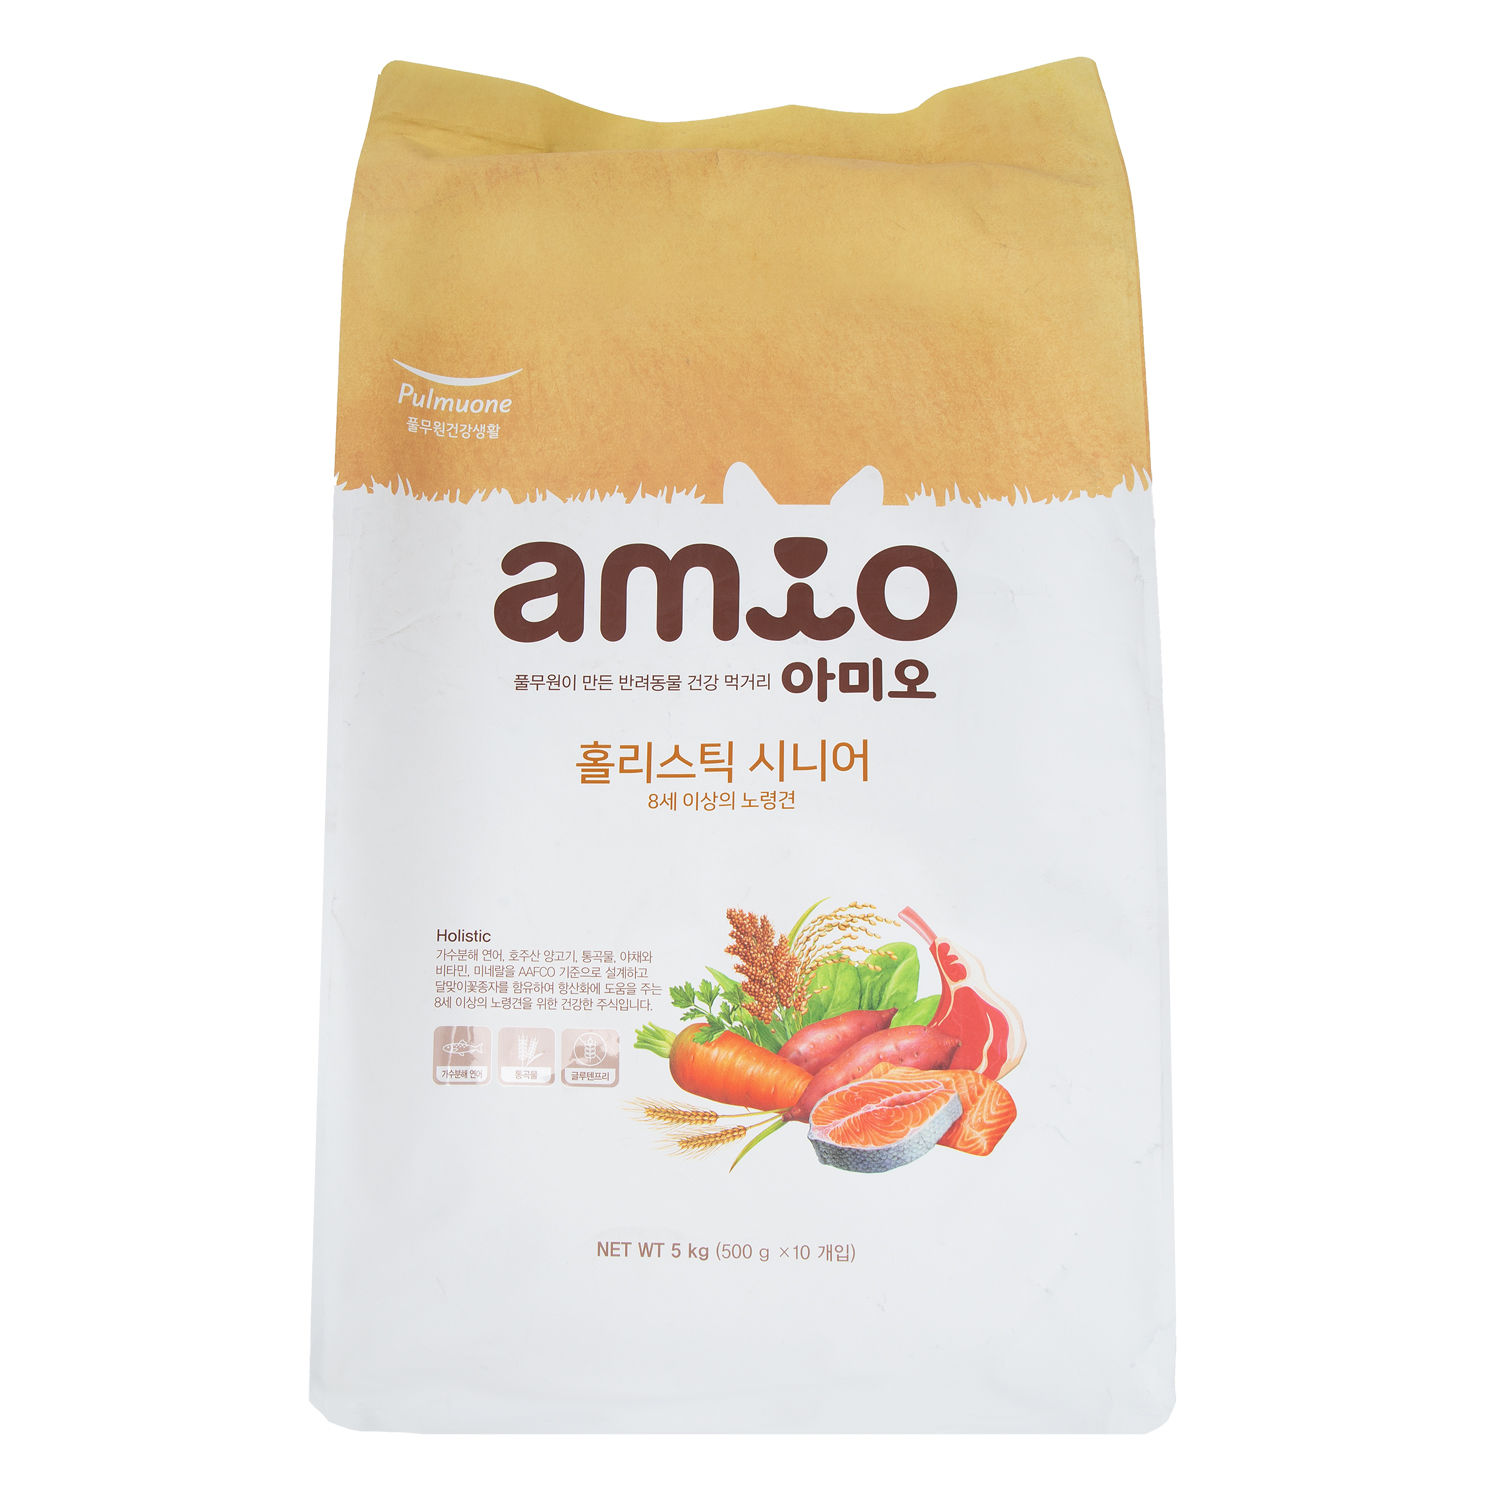 Pulmuone
풀무원건강생활
amio
풀무원이 만든 반려동물 건강 먹거리 아미오
홀리스틱 시니어
8세 이상의 노령견
Holistic
가수분해 연어, 호주산 양고기, 통곡물, 야채와
비타민, 미네랄을 AAFCO 기준으로 설계하고
달맞이꽃종자를 함유하여 항산화에 도움을 주는
8세 이상의 노령견을 위한 건강한 주식입니다.
가수분해 연어 통곡물 글루텐프리
NET WT 5 kg (500 g ×10 개입)